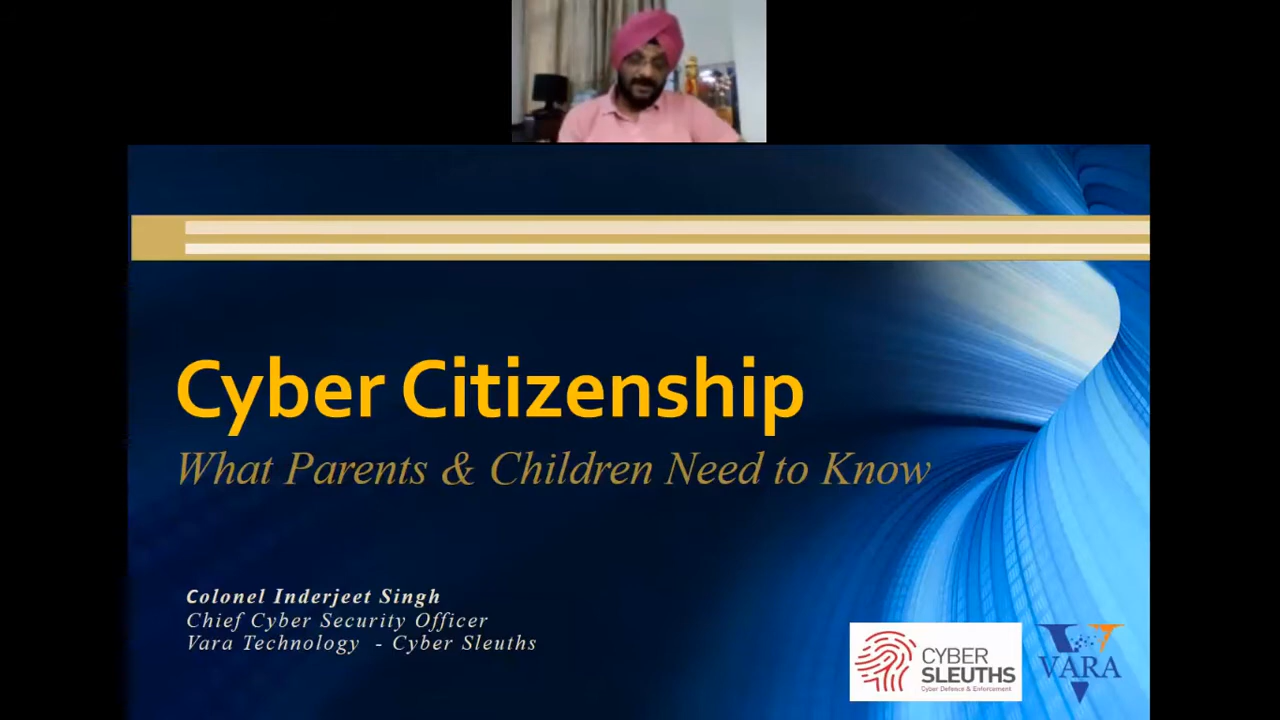 Cyber Citizenship
What Parents & Children Need to Know
Colonel Inderjeet Singh
Chief Cyber Security Officer
Vara Technology - Cyber Sleuths
CYBER
SLEUTHS
Cyber Defence & Enforcement
VARA